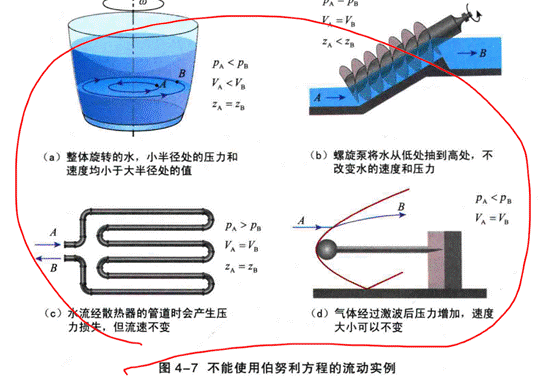 ω
p_A = p_B
V_A = V_B
z_A < z_B
A
B
p_A < p_B
V_A < V_B
z_A = z_B
A
B
(a) 整体旋转的水，小半径处的压力和
速度均小于大半径处的值
(b) 螺旋泵将水从低处抽到高处，不
改变水的速度和压力
A
B
p_A > p_B
V_A = V_B
z_A = z_B
A
B
p_A < p_B
V_A = V_B
(c) 水流经散热器的管道时会产生压
力损失，但流速不变
(d) 气体经过激波后压力增加，速度
大小可以不变
图 4-7 不能使用伯努利方程的流动实例